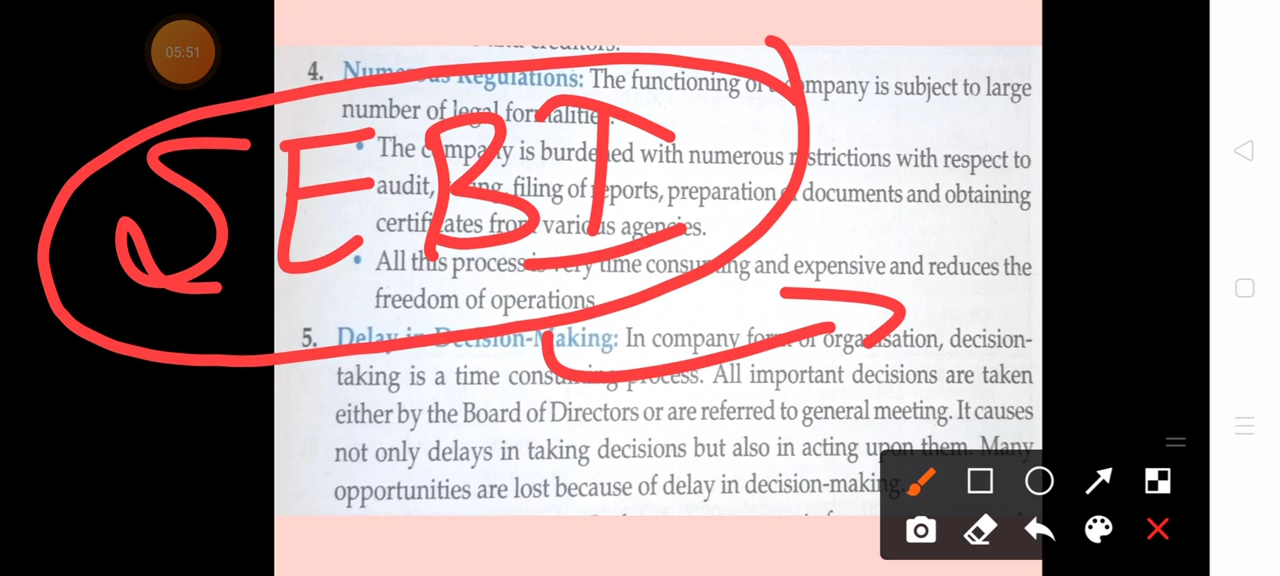 05:51
4. Numerous Regulations: The functioning of a company is subject to large
number of legal formalities.
• The company is burdened with numerous restrictions with respect to
audit, filing of reports, preparation of documents and obtaining
certificates from various agencies.
• All this process is very time consuming and expensive and reduces the
freedom of operations.
SEBI
5. Delay in Decision-Making: In company form of organisation, decision-
taking is a time consuming process. All important decisions are taken
either by the Board of Directors or are referred to general meeting. It causes
not only delays in taking decisions but also in acting upon them. Many
opportunities are lost because of delay in decision-making.